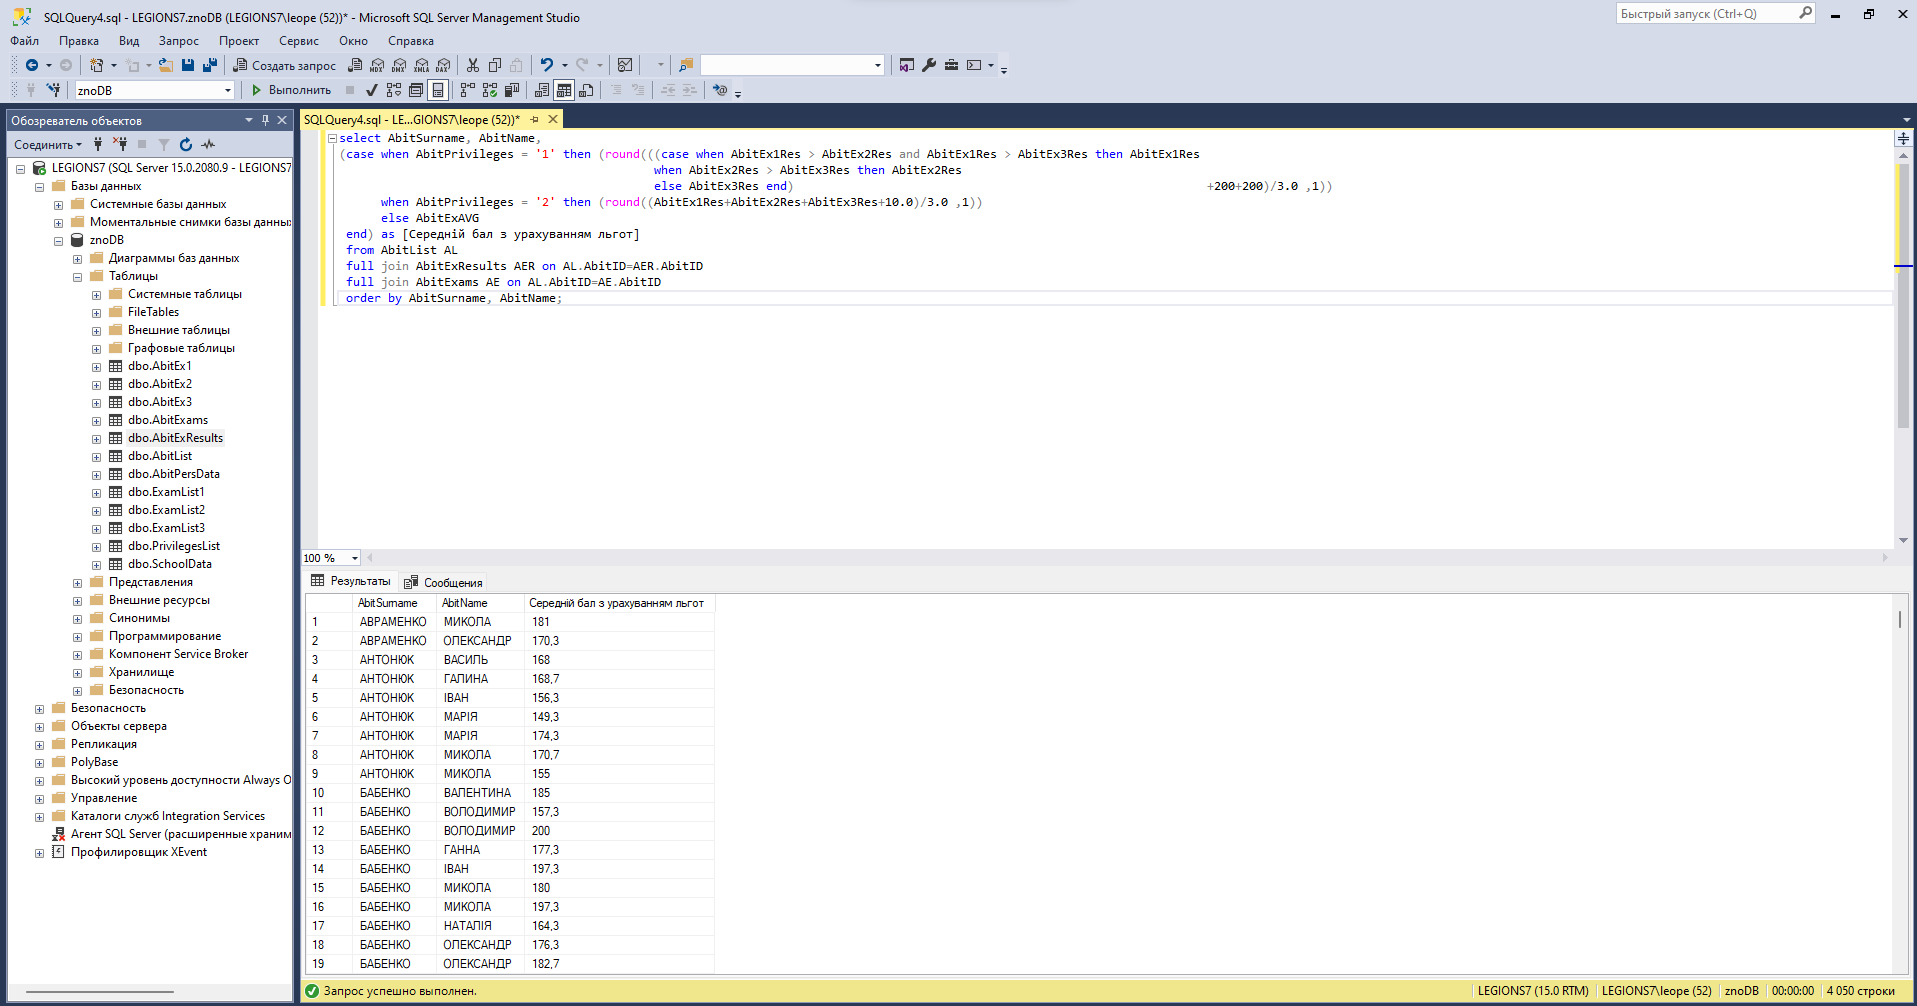 SQLQuery4.sql - LEGIONS7.znoDB (LEGIONS7\leope (52))* - Microsoft SQL Server Management Studio
Быстрый запуск (Ctrl+Q)
Файл Правка Вид Запрос Проект Сервис Окно Справка
Создать запрос MDX DMX XMLA DAX
znoDB Выполнить
Обозреватель объектов
Соединить
LEGIONS7 (SQL Server 15.0.2080.9 - LEGIONS7
Базы данных
Системные базы данных
Моментальные снимки базы данны
znoDB
Диаграммы баз данных
Таблицы
Системные таблицы
FileTables
Внешние таблицы
Графовые таблицы
dbo.AbitEx1
dbo.AbitEx2
dbo.AbitEx3
dbo.AbitExams
dbo.AbitExResults
dbo.AbitList
dbo.AbitPersData
dbo.ExamList1
dbo.ExamList2
dbo.ExamList3
dbo.PrivilegesList
dbo.SchoolData
Представления
Внешние ресурсы
Синонимы
Программирование
Компонент Service Broker
Хранилище
Безопасность
Безопасность
Объекты сервера
Репликация
PolyBase
Высокий уровень доступности Always O
Управление
Каталоги служб Integration Services
Агент SQL Server (расширенные храним
Профилировщик XEvent
SQLQuery4.sql - LE...GIONS7\leope (52))*
select AbitSurname, AbitName,
(case when AbitPrivileges = '1' then (round(((case when AbitEx1Res > AbitEx2Res and AbitEx1Res > AbitEx3Res then AbitEx1Res
when AbitEx2Res > AbitEx3Res then AbitEx2Res
else AbitEx3Res end) +200+200)/3.0 ,1))
when AbitPrivileges = '2' then (round((AbitEx1Res+AbitEx2Res+AbitEx3Res+10.0)/3.0 ,1))
else AbitExAVG
end) as [Середній бал з урахуванням льгот]
from AbitList AL
full join AbitExResults AER on AL.AbitID=AER.AbitID
full join AbitExams AE on AL.AbitID=AE.AbitID
order by AbitSurname, AbitName;
100 %
Результаты Сообщения
AbitSurname AbitName Середній бал з урахуванням льгот
1 АВРАМЕНКО МИКОЛА 181
2 АВРАМЕНКО ОЛЕКСАНДР 170,3
3 АНТОНЮК ВАСИЛЬ 168
4 АНТОНЮК ГАЛИНА 168,7
5 АНТОНЮК ІВАН 156,3
6 АНТОНЮК МАРІЯ 149,3
7 АНТОНЮК МАРІЯ 174,3
8 АНТОНЮК МИКОЛА 170,7
9 АНТОНЮК МИКОЛА 155
10 БАБЕНКО ВАЛЕНТИНА 185
11 БАБЕНКО ВОЛОДИМИР 157,3
12 БАБЕНКО ВОЛОДИМИР 200
13 БАБЕНКО ГАННА 177,3
14 БАБЕНКО ІВАН 197,3
15 БАБЕНКО МИКОЛА 180
16 БАБЕНКО МИКОЛА 197,3
17 БАБЕНКО НАТАЛІЯ 164,3
18 БАБЕНКО ОЛЕКСАНДР 176,3
19 БАБЕНКО ОЛЕКСАНДР 182,7
Запрос успешно выполнен.
LEGIONS7 (15.0 RTM) LEGIONS7\leope (52) znoDB 00:00:00 4 050 строки